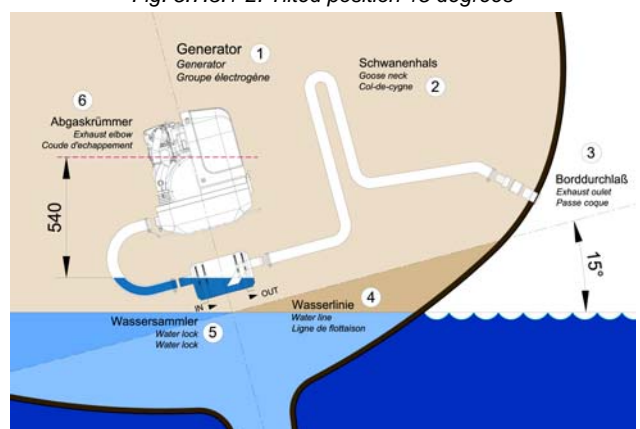 Fig. 3.7.3.1-2: Tilted position 15 degrees
Generator 1
Generator
Groupe électrogène
Schwanenhals
Goose neck 2
Col-de-cygne
6
Abgaskrümmer
Exhaust elbow
Coude d'echappement
3
Borddurchlaß
Exhaust oulet
Passe coque
540
15°
IN
OUT
Wasserlinie 4
Water line
Ligne de flottaison
Wassersammler
Water lock 5
Water lock